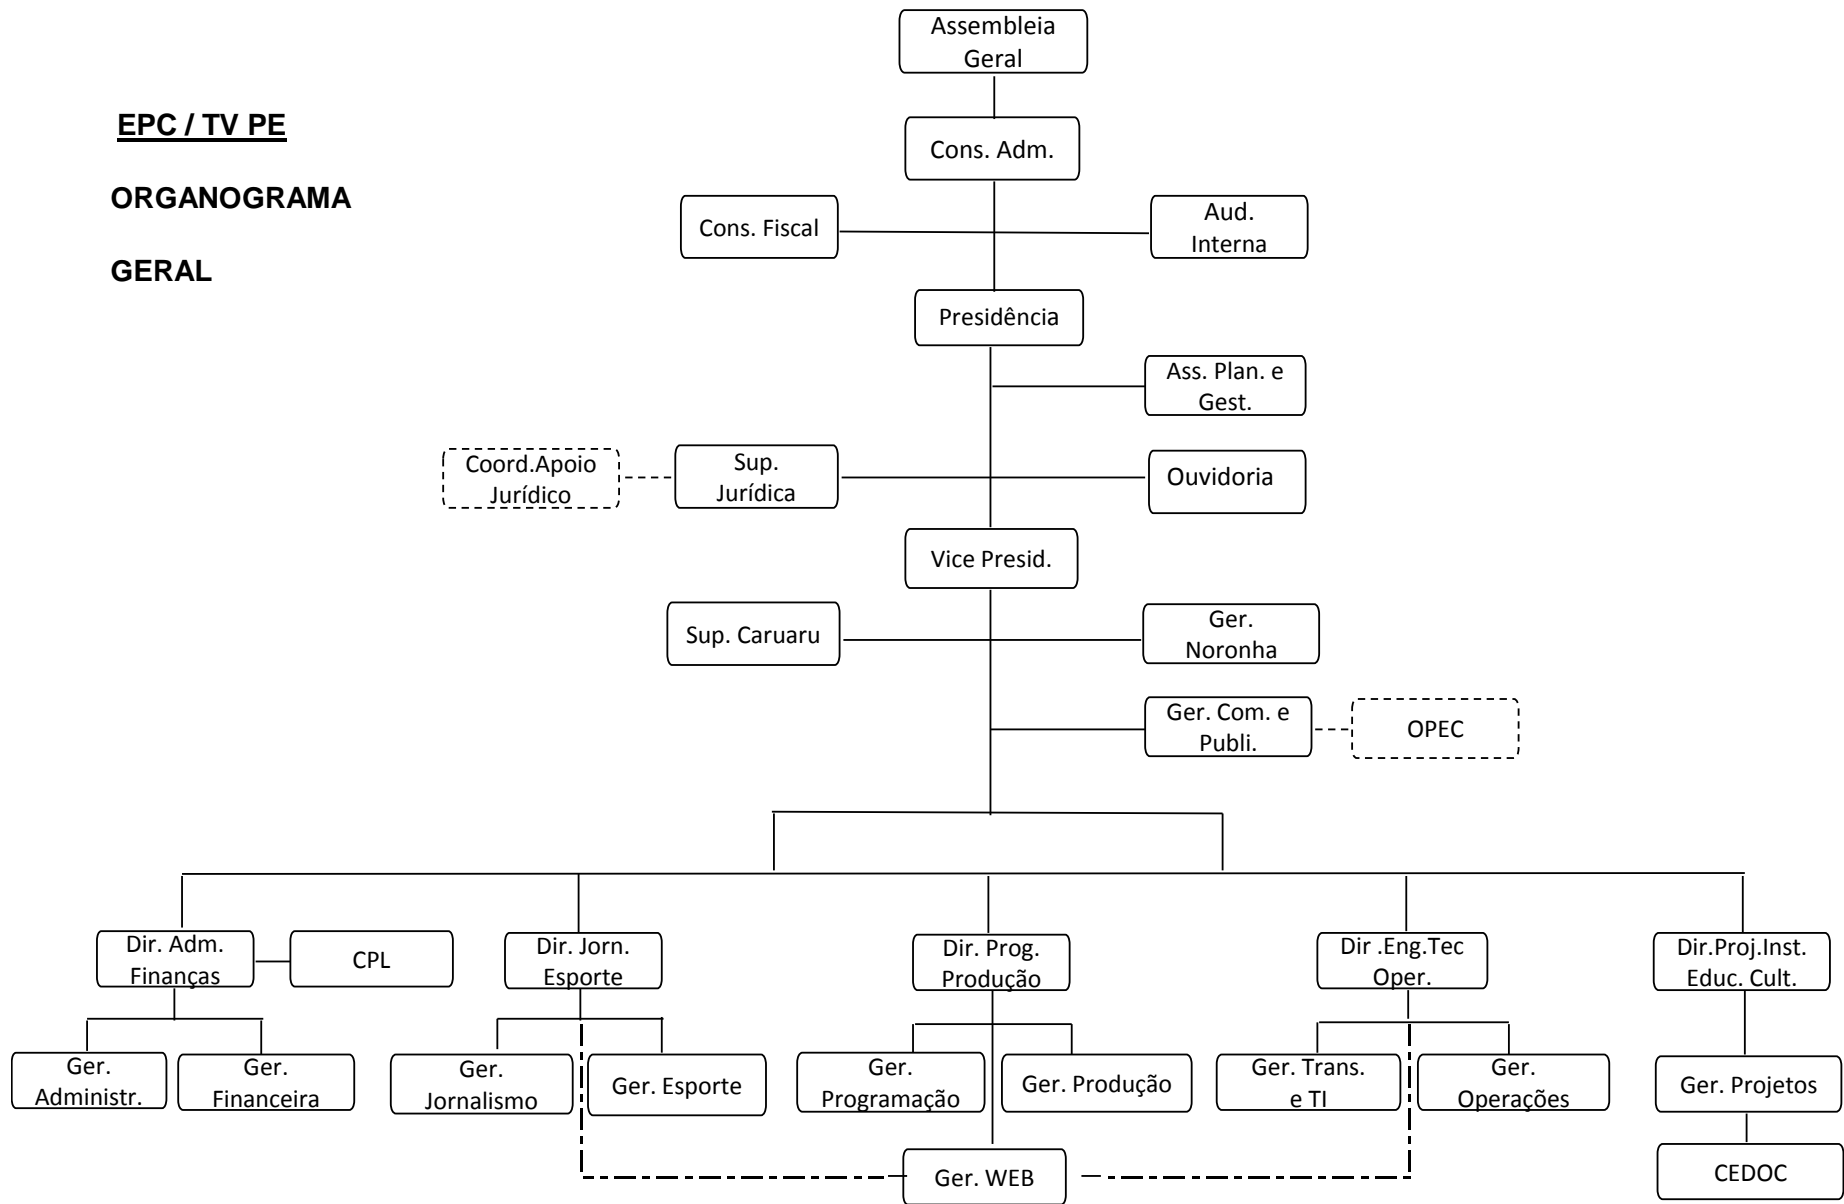 Assembleia
Geral
EPC / TV PE
Cons. Adm.
ORGANOGRAMA
Cons. Fiscal
Aud.
Interna
GERAL
Presidência
Ass. Plan. e
Gest.
Coord.Apoio
Jurídico
Sup.
Jurídica
Ouvidoria
Vice Presid.
Sup. Caruaru
Ger.
Noronha
Ger. Com. e
Publi.
OPEC
Dir. Adm.
Finanças
CPL
Dir. Jorn.
Esporte
Dir. Prog.
Produção
Dir .Eng.Tec
Oper.
Dir.Proj.Inst.
Educ. Cult.
Ger.
Administr.
Ger.
Financeira
Ger.
Jornalismo
Ger. Esporte
Ger.
Programação
Ger. Produção
Ger. Trans.
e TI
Ger.
Operações
Ger. Projetos
Ger. WEB
CEDOC